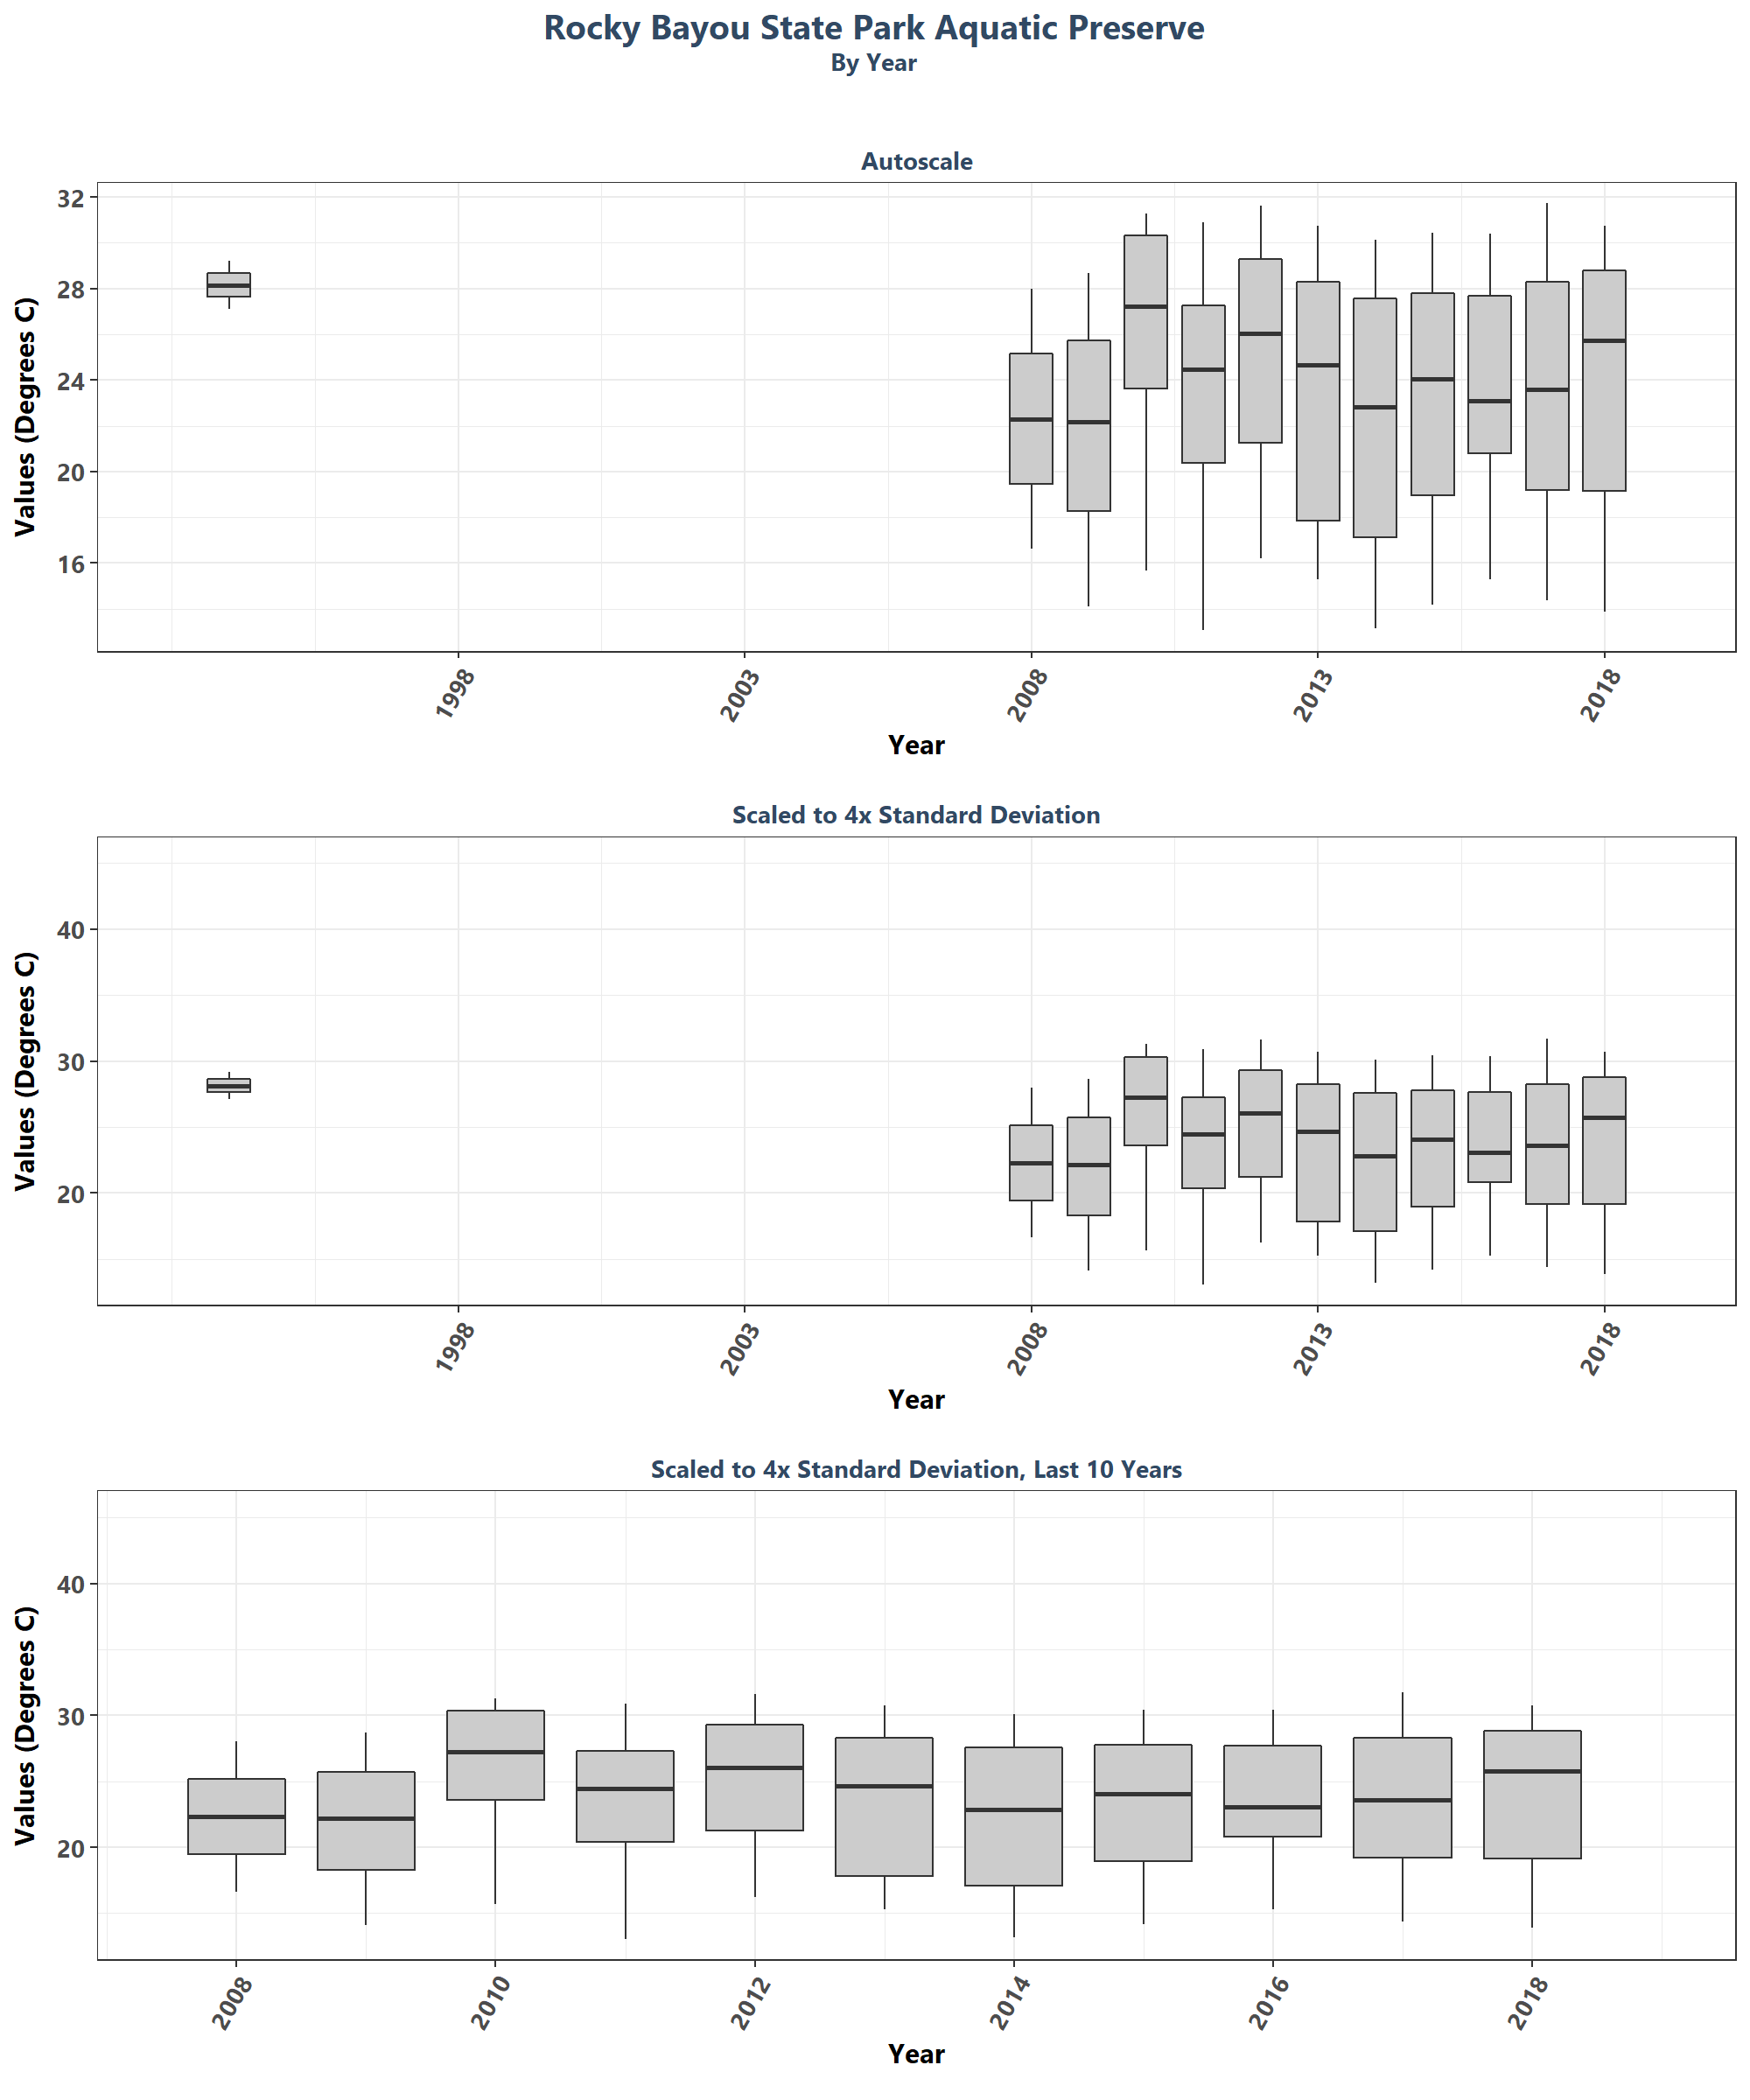 Rocky Bayou State Park Aquatic Preserve
By Year
Autoscale
Values (Degrees C)
32
28
24
20
16
1998
2003
2008
2013
2018
Year
Scaled to 4x Standard Deviation
Values (Degrees C)
40
30
20
1998
2003
2008
2013
2018
Year
Scaled to 4x Standard Deviation, Last 10 Years
Values (Degrees C)
40
30
20
2008
2010
2012
2014
2016
2018
Year